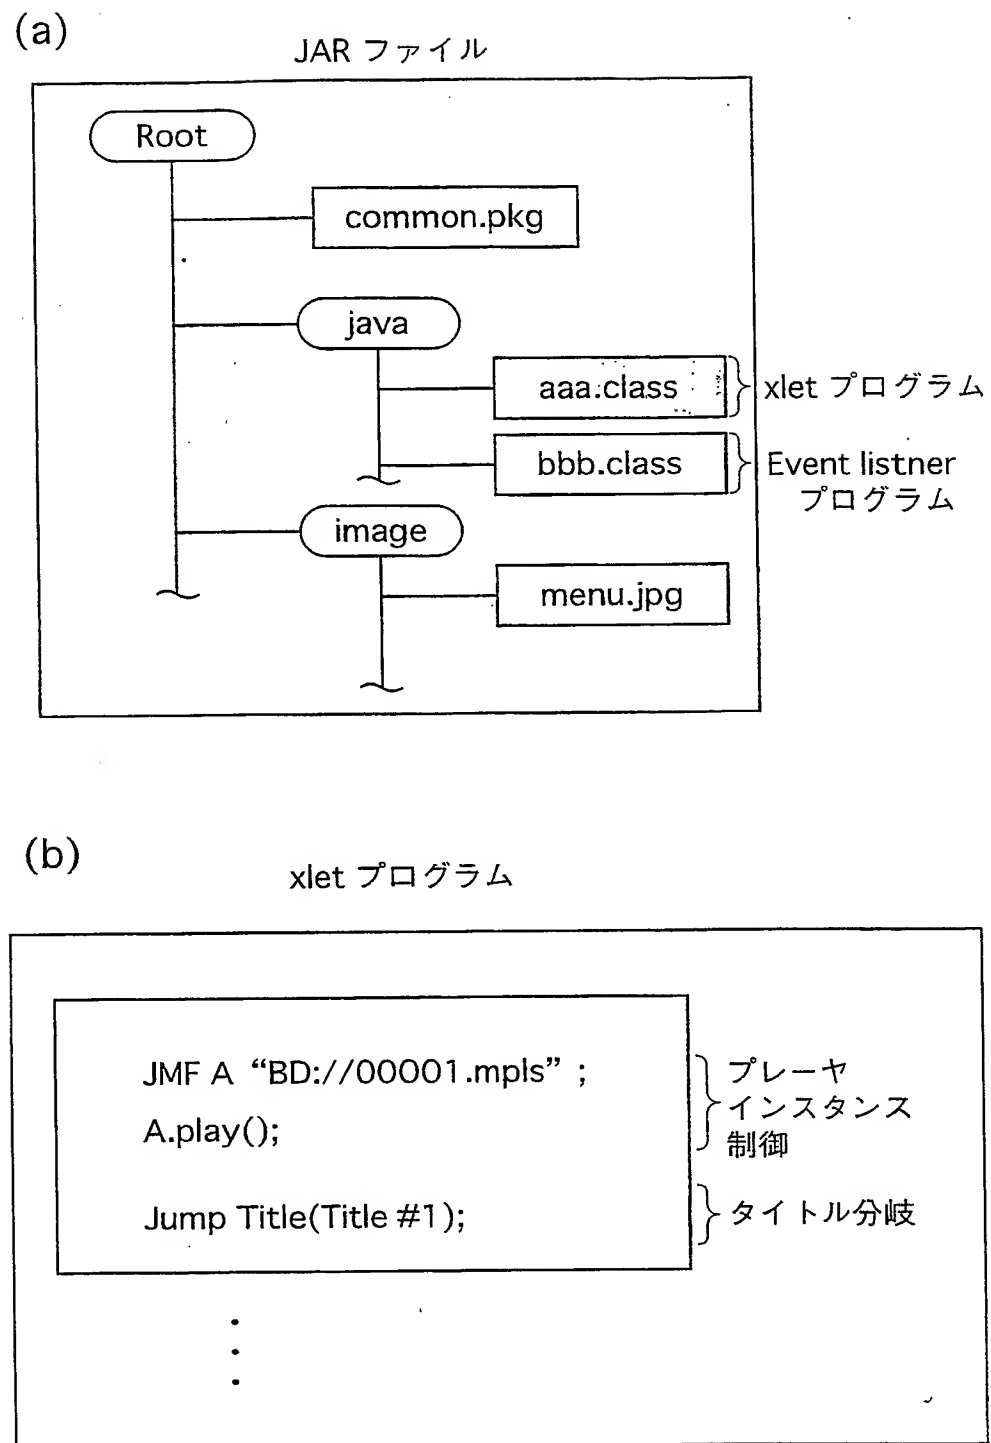 (a)
JAR ファイル
Root
common.pkg
java
aaa.class
xlet プログラム
bbb.class
Event listner
プログラム
image
menu.jpg
(b)
xlet プログラム
JMF A “BD://00001.mpls” ;
A.play();
プレーヤ
インスタンス
制御
Jump Title(Title #1);
タイトル分岐